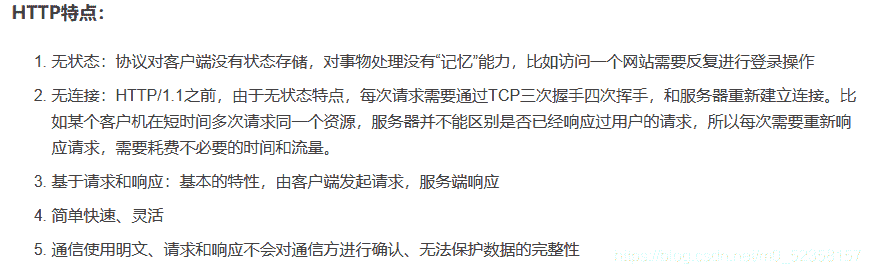 HTTP特点：
1. 无状态：协议对客户端没有状态存储，对事物处理没有“记忆”能力，比如访问一个网站需要反复进行登录操作
2. 无连接：HTTP/1.1之前，由于无状态特点，每次请求需要通过TCP三次握手四次挥手，和服务器重新建立连接。比
如某个客户机在短时间多次请求同一个资源，服务器并不能区别是否已经响应过用户的请求，所以每次需要重新响
应请求，需要耗费不必要的时间和流量。
3. 基于请求和响应：基本的特性，由客户端发起请求，服务端响应
4. 简单快速、灵活
5. 通信使用明文、请求和响应不会对通信方进行确认、无法保护数据的完整性